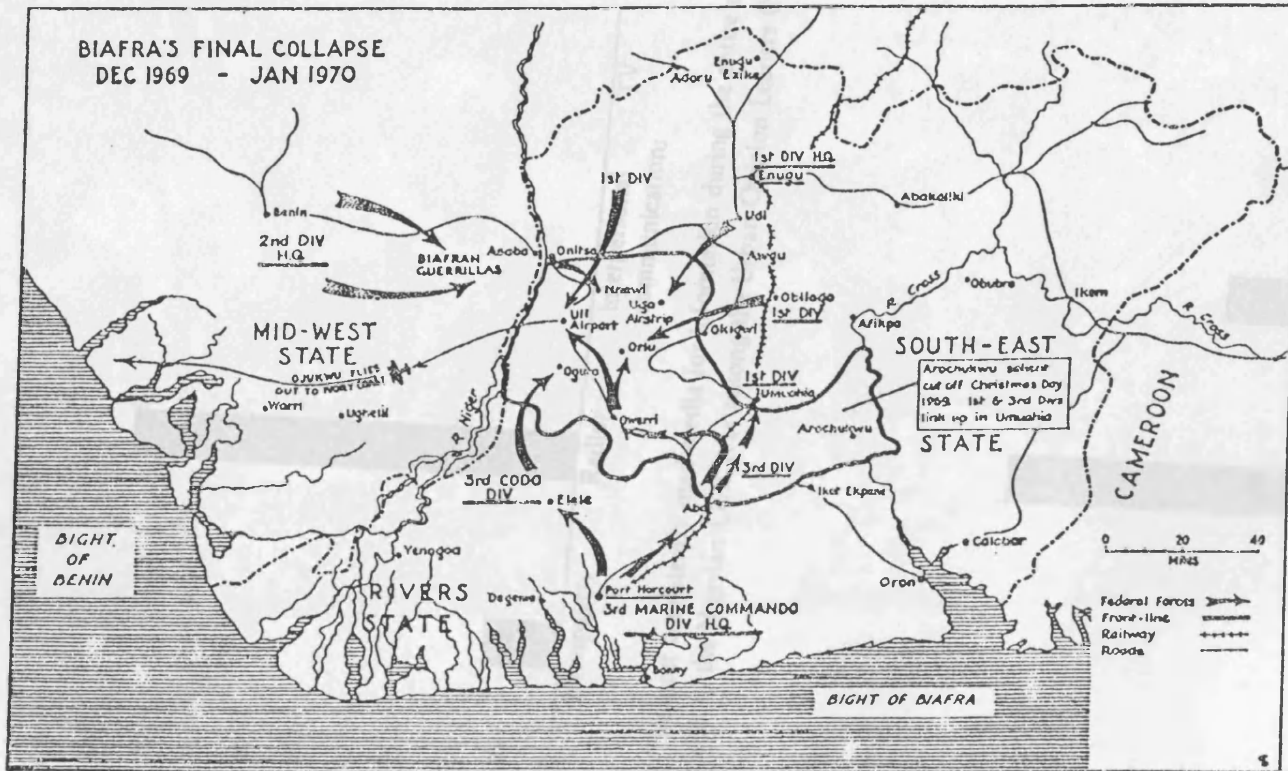 BIAFRA'S FINAL COLLAPSE
DEC 1969 - JAN 1970
Adoru
Enugu
Ezike
1st DIV H.Q.
Enugu
1st DIV
Abakaliki
Benin
2nd DIV
H.Q.
BIAFRAN
GUERRILLAS
Asaba
Onitsa
Udi
Awgu
Nnewi
Uga
Airstrip
Obilago
1st DIV
Obubra
Ikom
R. Cross
R. Cross
Afikpo
Uli
Airport
Okigwi
Orlu
MID-WEST
STATE
OJUKWU FLIES
OUT TO IVORY COAST
Oguta
1st DIV
Umuahia
SOUTH-EAST
Arochukwu salient
cut off Christmas Day
1969. 1st & 3rd Divs
link up in Umuahia
STATE
Warri
Ughelli
R. Niger
Owerri
Arochukwu
CAMEROON
3rd CODO
DIV
Elele
3rd DIV
Aba
Ikot Ekpene
BIGHT
OF
BENIN
Yenagoa
Calabar
20
40
MILES
RIVERS
STATE
Degema
Port Harcourt
3rd MARINE COMMANDO
DIV H.Q.
Oron
Federal Forces
Front-line
Railway
Roads
Bonny
BIGHT OF BIAFRA
8